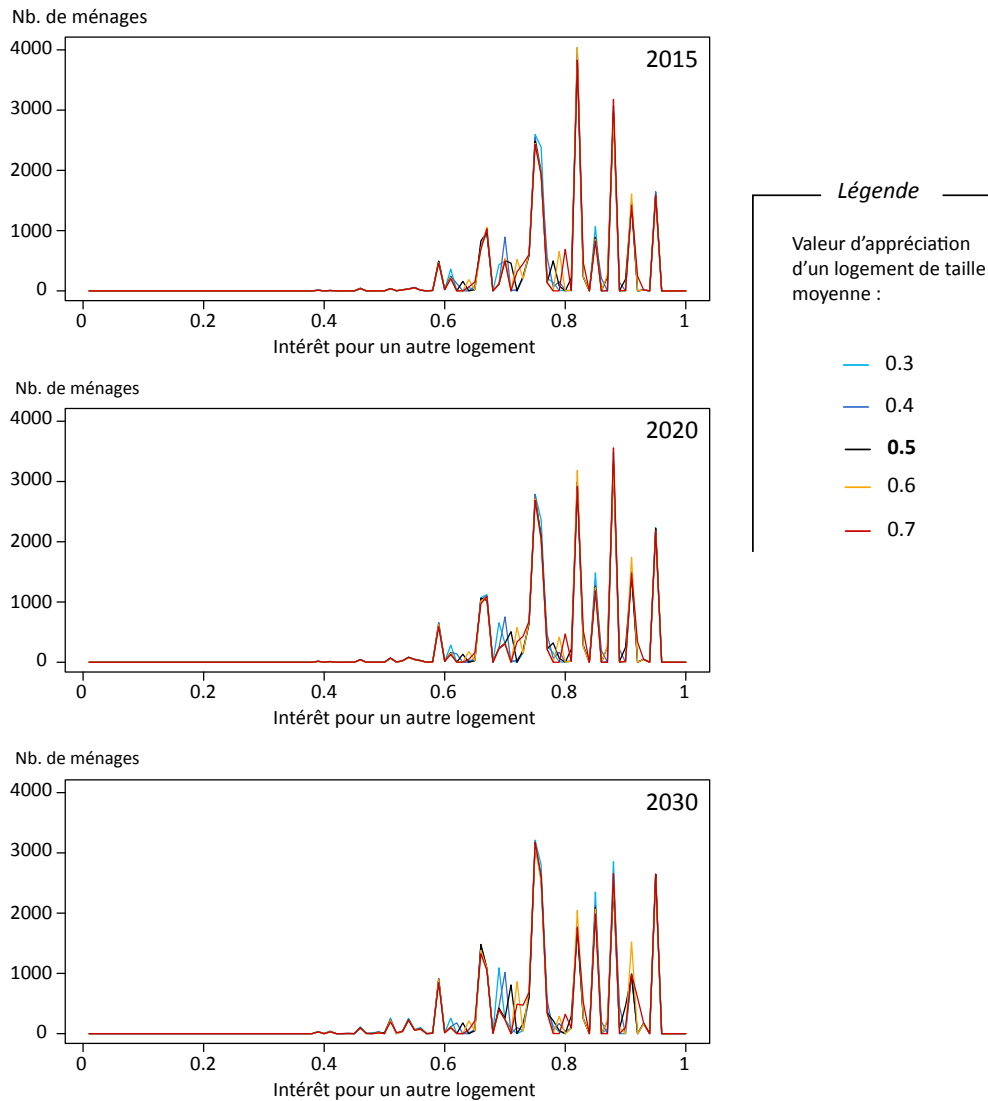 Nb. de ménages
4000
3000
2000
1000
0
2015
0 0.2 0.4 0.6 0.8 1
Intérêt pour un autre logement
Nb. de ménages
4000
3000
2000
1000
0
2020
0 0.2 0.4 0.6 0.8 1
Intérêt pour un autre logement
Nb. de ménages
4000
3000
2000
1000
0
2030
0 0.2 0.4 0.6 0.8 1
Intérêt pour un autre logement
Légende
Valeur d'appréciation
d'un logement de taille
moyenne :
0.3
0.4
0.5
0.6
0.7